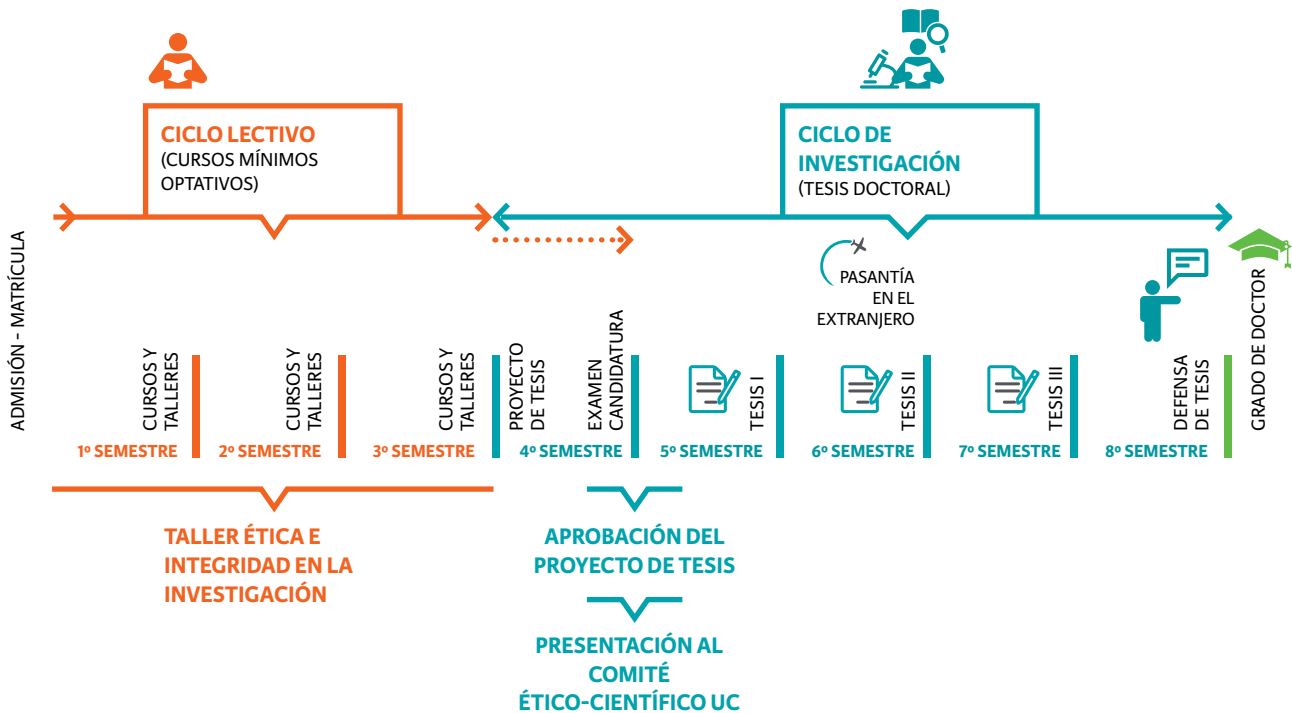 CICLO LECTIVO
(CURSOS MÍNIMOS
OPTATIVOS)
CICLO DE
INVESTIGACIÓN
(TESIS DOCTORAL)
ADMISIÓN - MATRÍCULA
PASANTÍA
EN EL
EXTRANJERO
CURSOS Y
TALLERES
1º SEMESTRE
CURSOS Y
TALLERES
2º SEMESTRE
CURSOS Y
TALLERES
3º SEMESTRE
PROYECTO
DE TESIS
EXAMEN
CANDIDATURA
4º SEMESTRE
TESIS I
5º SEMESTRE
TESIS II
6º SEMESTRE
TESIS III
7º SEMESTRE
DEFENSA
DE TESIS
8º SEMESTRE
GRADO DE DOCTOR
TALLER ÉTICA E
INTEGRIDAD EN LA
INVESTIGACIÓN
APROBACIÓN DEL
PROYECTO DE TESIS
PRESENTACIÓN AL
COMITÉ
ÉTICO-CIENTÍFICO UC